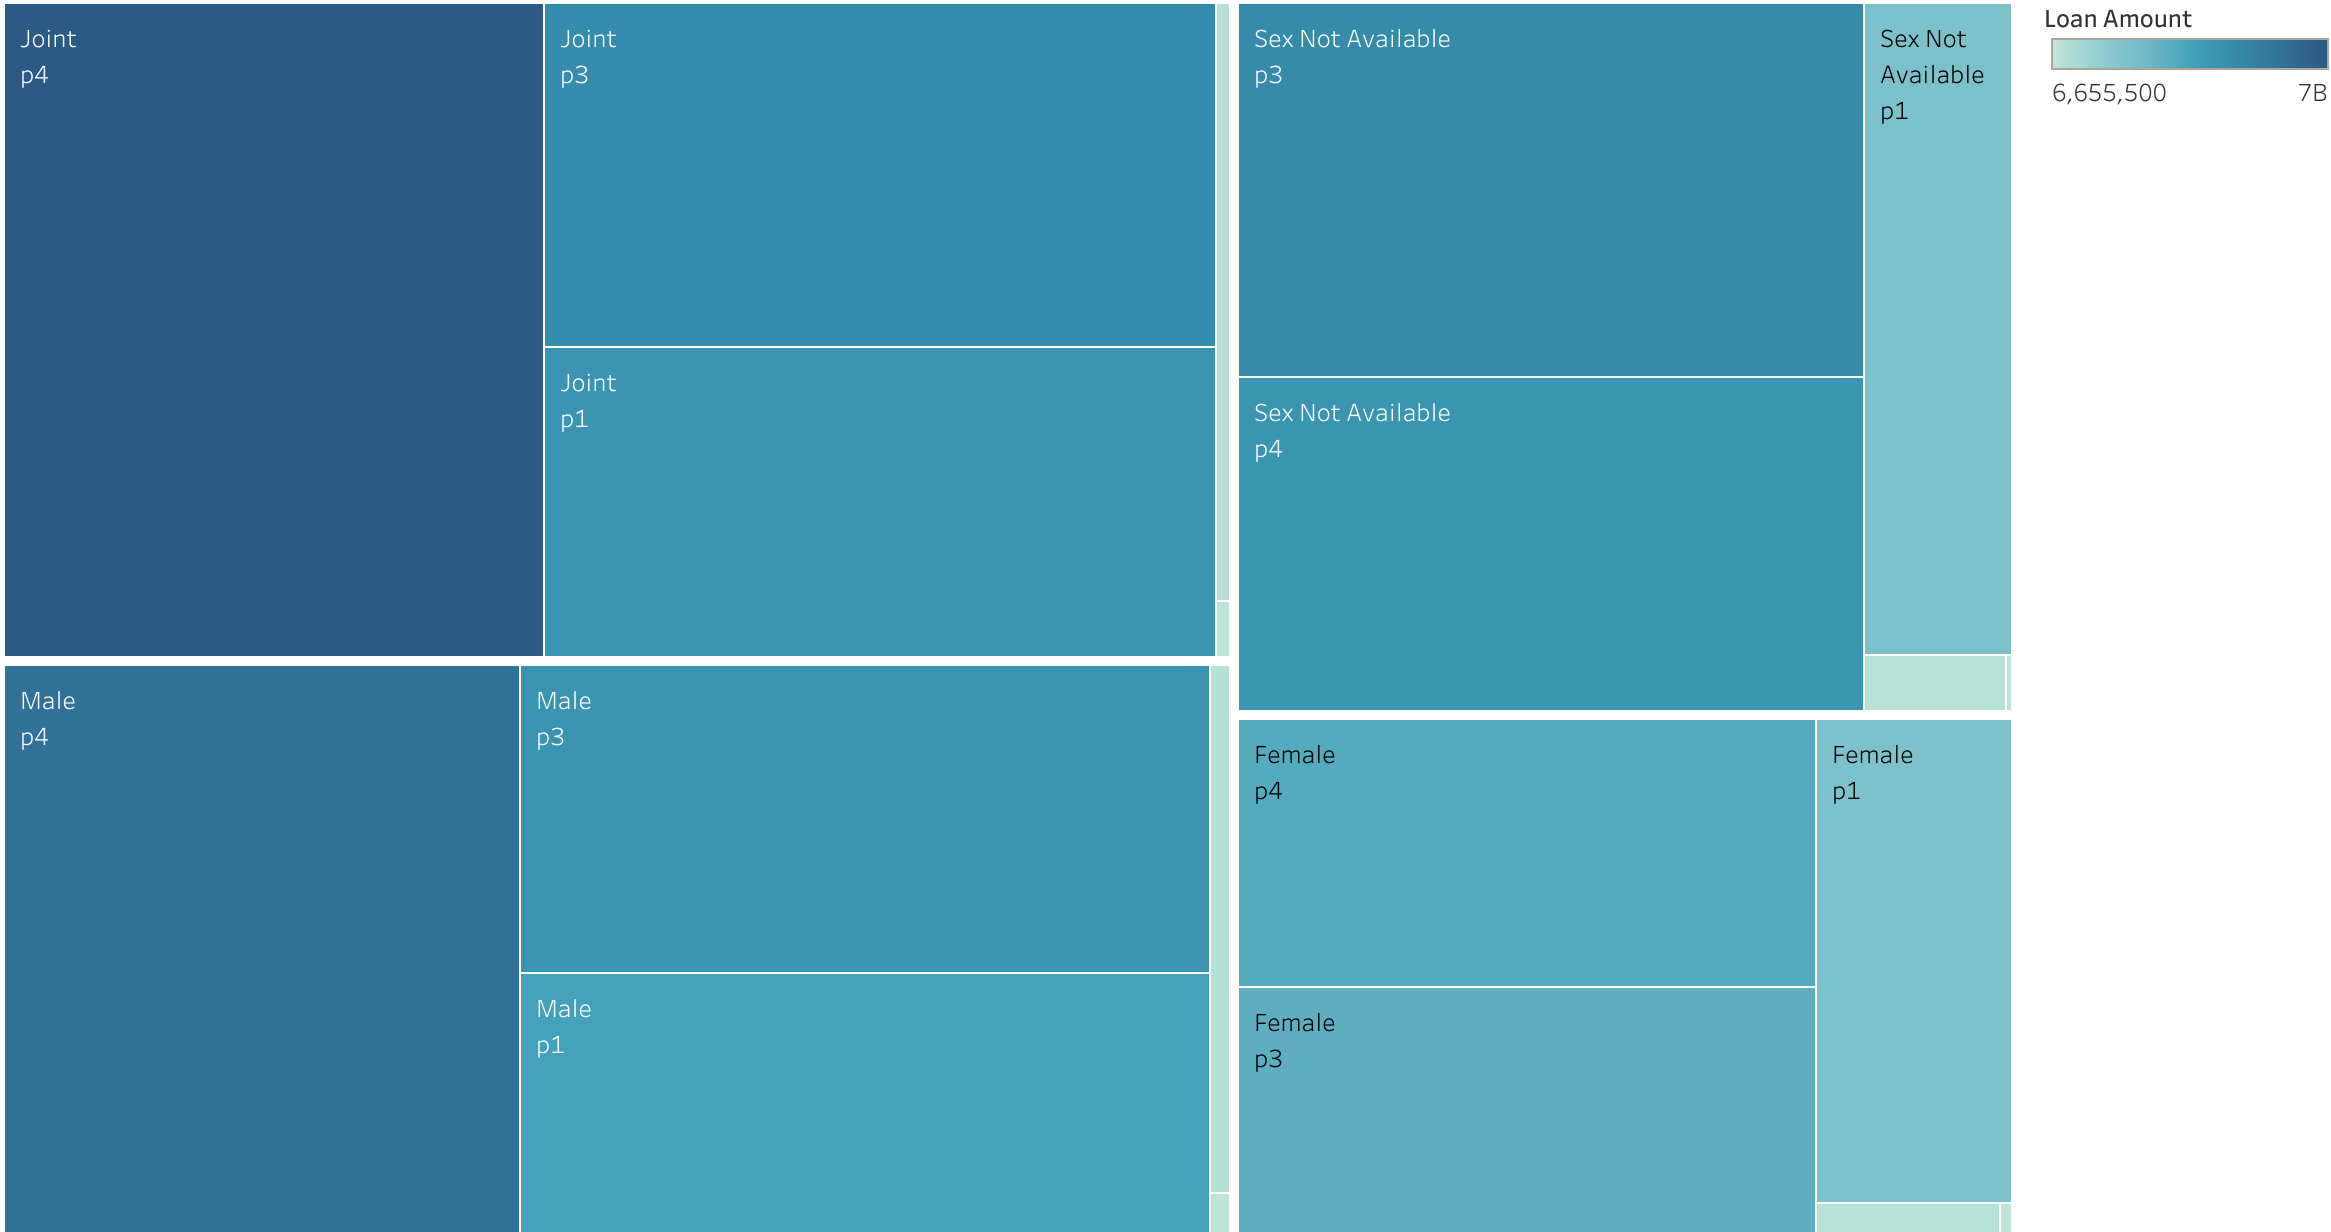 Joint
p4
Joint
p3
Joint
p1
Sex Not Available
p3
Sex Not
Available
p1
Sex Not Available
p4
Male
p4
Male
p3
Male
p1
Female
p4
Female
p1
Female
p3
Loan Amount
6,655,500 7B